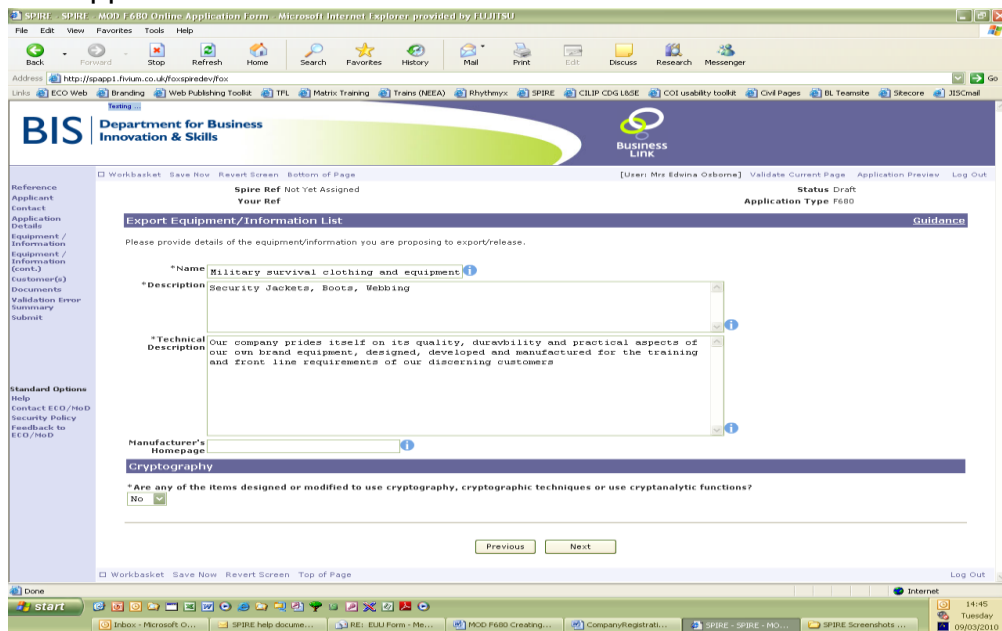 SPIRE - SPIRE - MOD F680 Online Application Form - Microsoft Internet Explorer provided by FUJITSU
File Edit View Favorites Tools Help
Back Forward Stop Refresh Home Search Favorites History Mail Print Edit Discuss Research Messenger
Address http://spapp1.fivium.co.uk/foxspiredev/fox Go
Links ECO Web Branding Web Publishing Toolkit TFL Matrix Training Trains (NEEA) Rhythmyx SPIRE CILIP CDG L&SE COI usability toolkit Civil Pages BL Teamsite Sitecore JISCmail
Testing ...
BIS Department for Business
Innovation & Skills
Business
Link
Workbasket Save Now Revert Screen Bottom of Page [User: Mrs Edwina Osborne] Validate Current Page Application Preview Log Out
Reference
Applicant
Contact
Application
Details
Equipment /
Information
Equipment /
Information
(cont.)
Customer(s)
Documents
Validation Error
Summary
Submit
Standard Options
Help
Contact ECO/MoD
Security Policy
Feedback to
ECO/MoD
Spire Ref Not Yet Assigned Status Draft
Your Ref Application Type F680
Export Equipment/Information List Guidance
Please provide details of the equipment/information you are proposing to export/release.
*Name Military survival clothing and equipment
*Description Security Jackets, Boots, Webbing
*Technical
Description
Our company prides itself on its quality,duravbility and practical aspects of
our own brand equipment, designed, developed and manufactured for the training
and front line requirements of our discerning customers
Manufacturer's
Homepage
Cryptography
*Are any of the items designed or modified to use cryptography, cryptographic techniques or use cryptanalytic functions?
No
Previous Next
Workbasket Save Now Revert Screen Top of Page Log Out
Done Internet
start 14:45
Tuesday
09/03/2010
Inbox - Microsoft O... SPIRE help docume... RE: EUU Form - Me... MOD F680 Creating... CompanyRegistrati... SPIRE - SPIRE - MO... SPIRE Screenshots ...